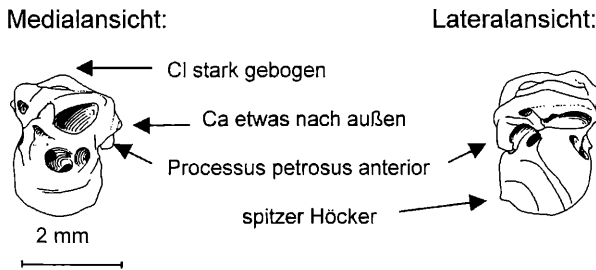 Medialansicht:
Lateralansicht:
Cl stark gebogen
Ca etwas nach außen
Processus petrosus anterior
spitzer Höcker
2 mm